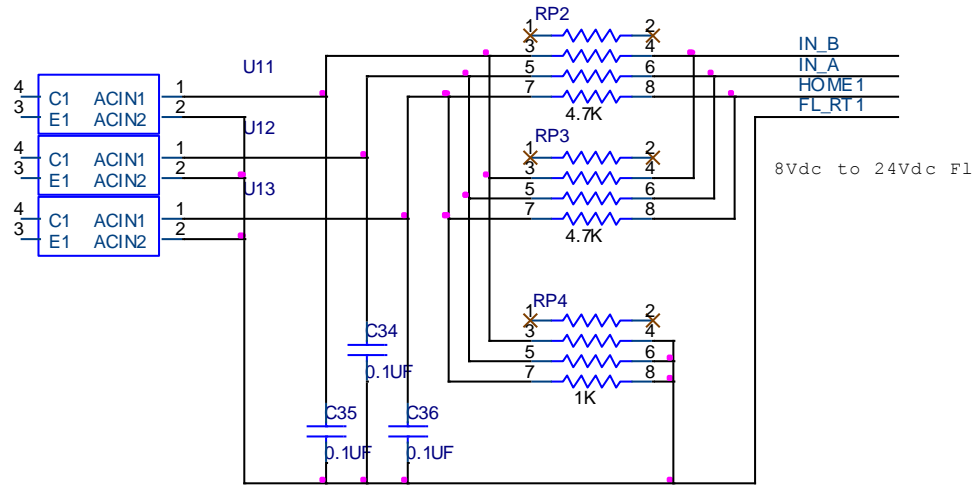 RP2
1 2
3 4
5 6
7 8
4.7K
IN_B
IN_A
HOME1
FL_RT1
8Vdc to 24Vdc Fl
U11
4 C1 ACIN1 1
3 E1 ACIN2 2
U12
4 C1 ACIN1 1
3 E1 ACIN2 2
U13
4 C1 ACIN1 1
3 E1 ACIN2 2
RP3
1 2
3 4
5 6
7 8
4.7K
RP4
1 2
3 4
5 6
7 8
1K
C34
0.1UF
C35
0.1UF
C36
0.1UF